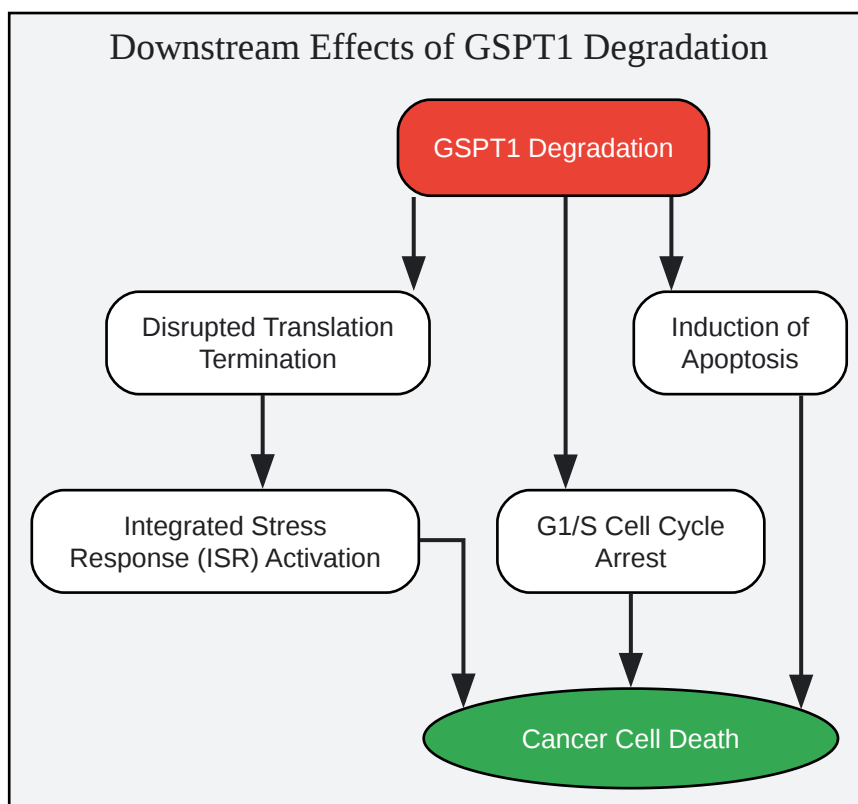 Downstream Effects of GSPT1 Degradation
GSPT1 Degradation
Disrupted Translation
Termination
Induction of
Apoptosis
Integrated Stress
Response (ISR) Activation
G1/S Cell Cycle
Arrest
Cancer Cell Death